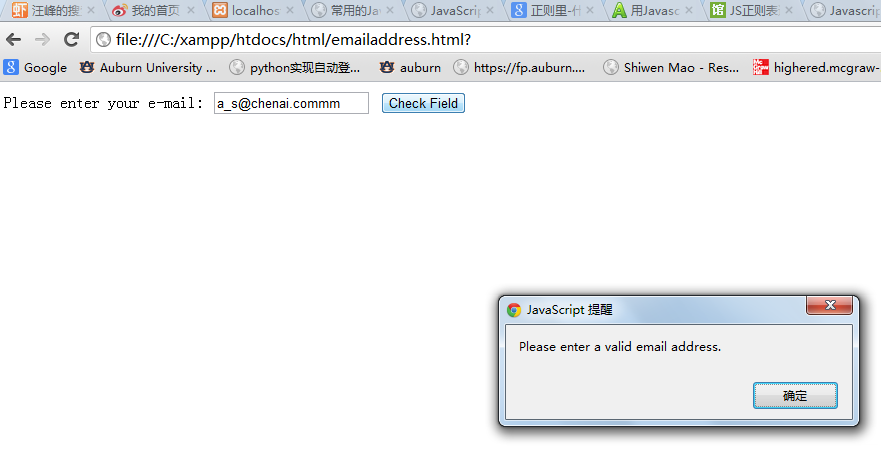 汪峰的搜 我的首页 localhos 常用的Ja JavaScrip 正则里-什 用Javasc JS正则表 Javascrip
file:///C:/xampp/htdocs/html/emailaddress.html?
Google Auburn University ... python实现自动登... auburn https://fp.auburn.... Shiwen Mao - Res... highered.mcgraw-
Please enter your e-mail: a_s@chenai.commm Check Field
JavaScript 提醒
Please enter a valid email address.
确定